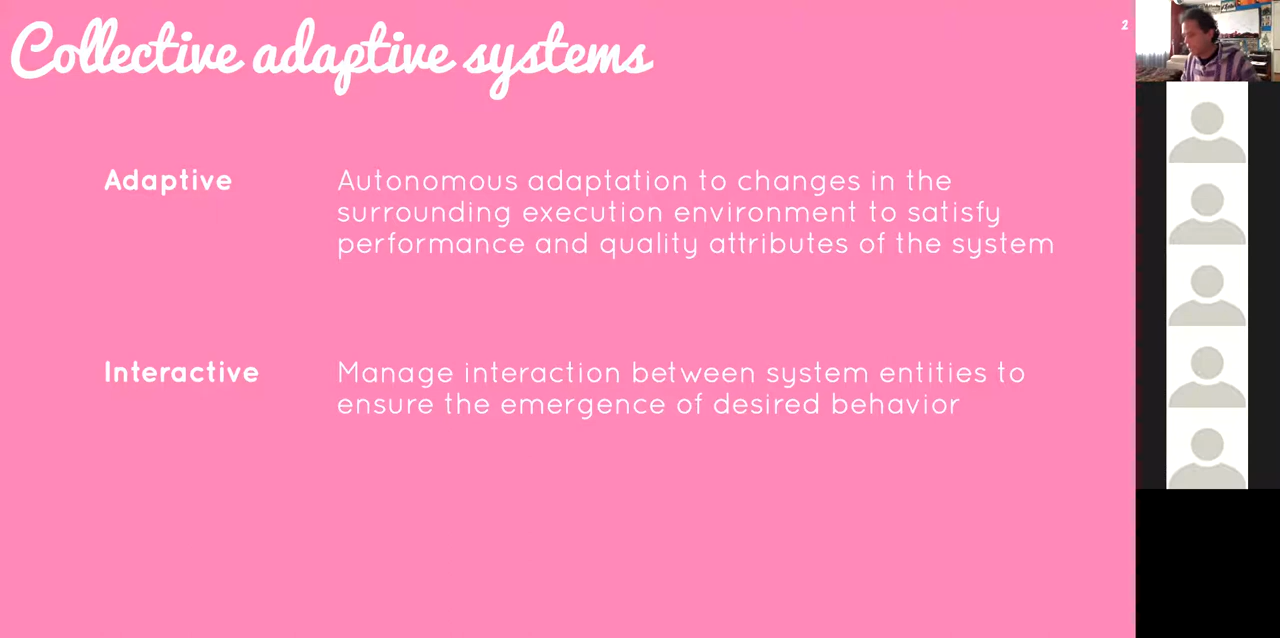 Collective adaptive systems
2
Adaptive
Autonomous adaptation to changes in the
surrounding execution environment to satisfy
performance and quality attributes of the system
Interactive
Manage interaction between system entities to
ensure the emergence of desired behavior